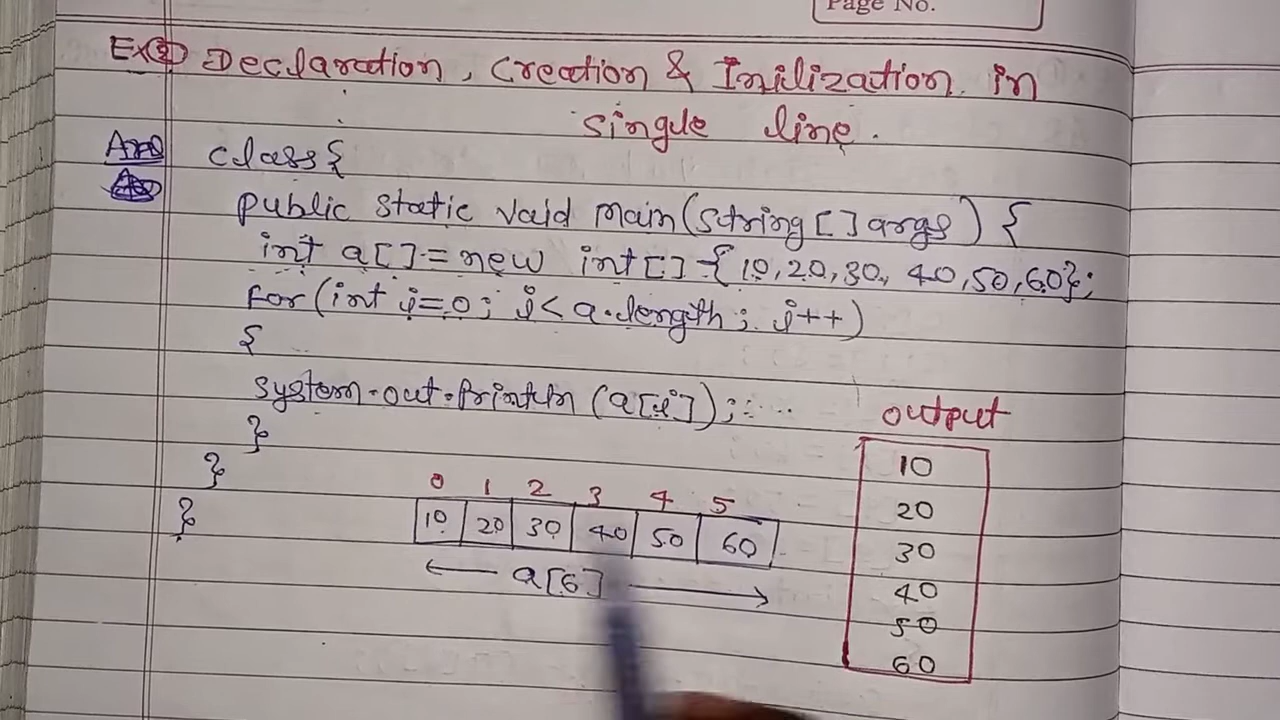 Page No.
Ex② Declaration, Creation & Inilization in
single line.
Ans class{
public static void main(String[] args) {
int a[] = new int[] {10,20,30, 40,50,60};
For(int i=0; i<a.length; i++)
{
system.out.println (a[i]);
}
}
}
output
10
20
30
40
50
60
0 1 2 3 4 5
10 20 30 40 50 60
a[6]